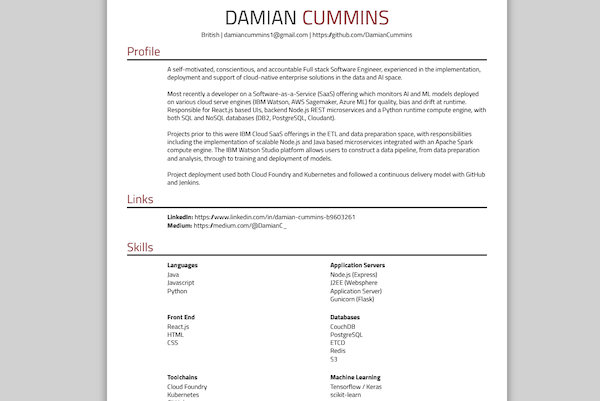 DAMIAN CUMMINS
British | damiancummins1@gmail.com | https://github.com/DamianCummins
Profile
A self-motivated, conscientious, and accountable Full stack Software Engineer, experienced in the implementation,
deployment and support of cloud-native enterprise solutions in the data and AI space.
Most recently a developer on a Software-as-a-Service (SaaS) offering which monitors AI and ML models deployed
on various cloud serve engines (IBM Watson, AWS Sagemaker, Azure ML) for quality, bias and drift at runtime.
Responsible for React.js based UIs, backend Node.js REST microservices and a Python runtime compute engine, with
both SQL and NoSQL databases (DB2, PostgreSQL, Cloudant).
Projects prior to this were IBM Cloud SaaS offerings in the ETL and data preparation space, with responsibilities
including the implementation of scalable Node.js and Java based microservices integrated with an Apache Spark
compute engine. The IBM Watson Studio platform allows users to construct a data pipeline, from data preparation
and analysis, through to training and deployment of models.
Project deployment used both Cloud Foundry and Kubernetes and followed a continuous delivery model with GitHub
and Jenkins.
Links
LinkedIn: https://www.linkedin.com/in/damian-cummins-b9603261
Medium: https://medium.com/@DamianC_
Skills
Languages
Java
Javascript
Python
Application Servers
Node.js (Express)
J2EE (Websphere
Application Server)
Gunicorn (Flask)
Front End
React.js
HTML
CSS
Databases
CouchDB
PostgreSQL
ETCD
Redis
S3
Toolchains
Cloud Foundry
Kubernetes
Machine Learning
Tensorflow / Keras
scikit-learn